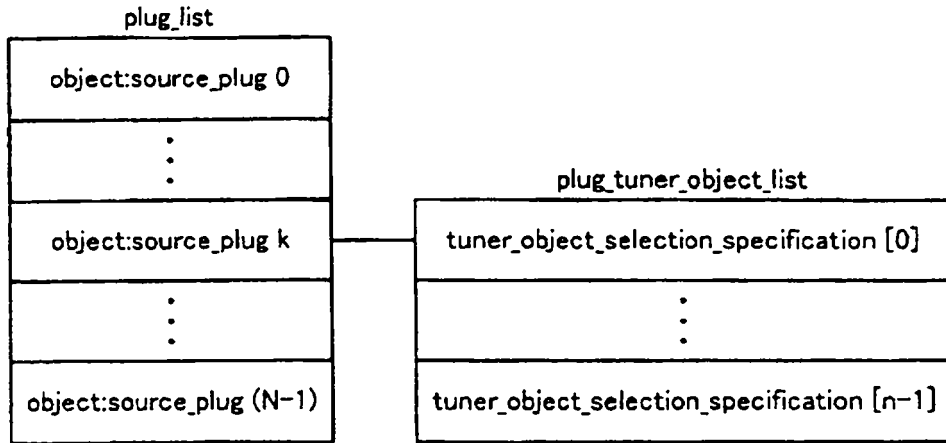 plug_list
object:source_plug 0
object:source_plug k
object:source_plug (N-1)
plug_tuner_object_list
tuner_object_selection_specification [0]
tuner_object_selection_specification [n-1]